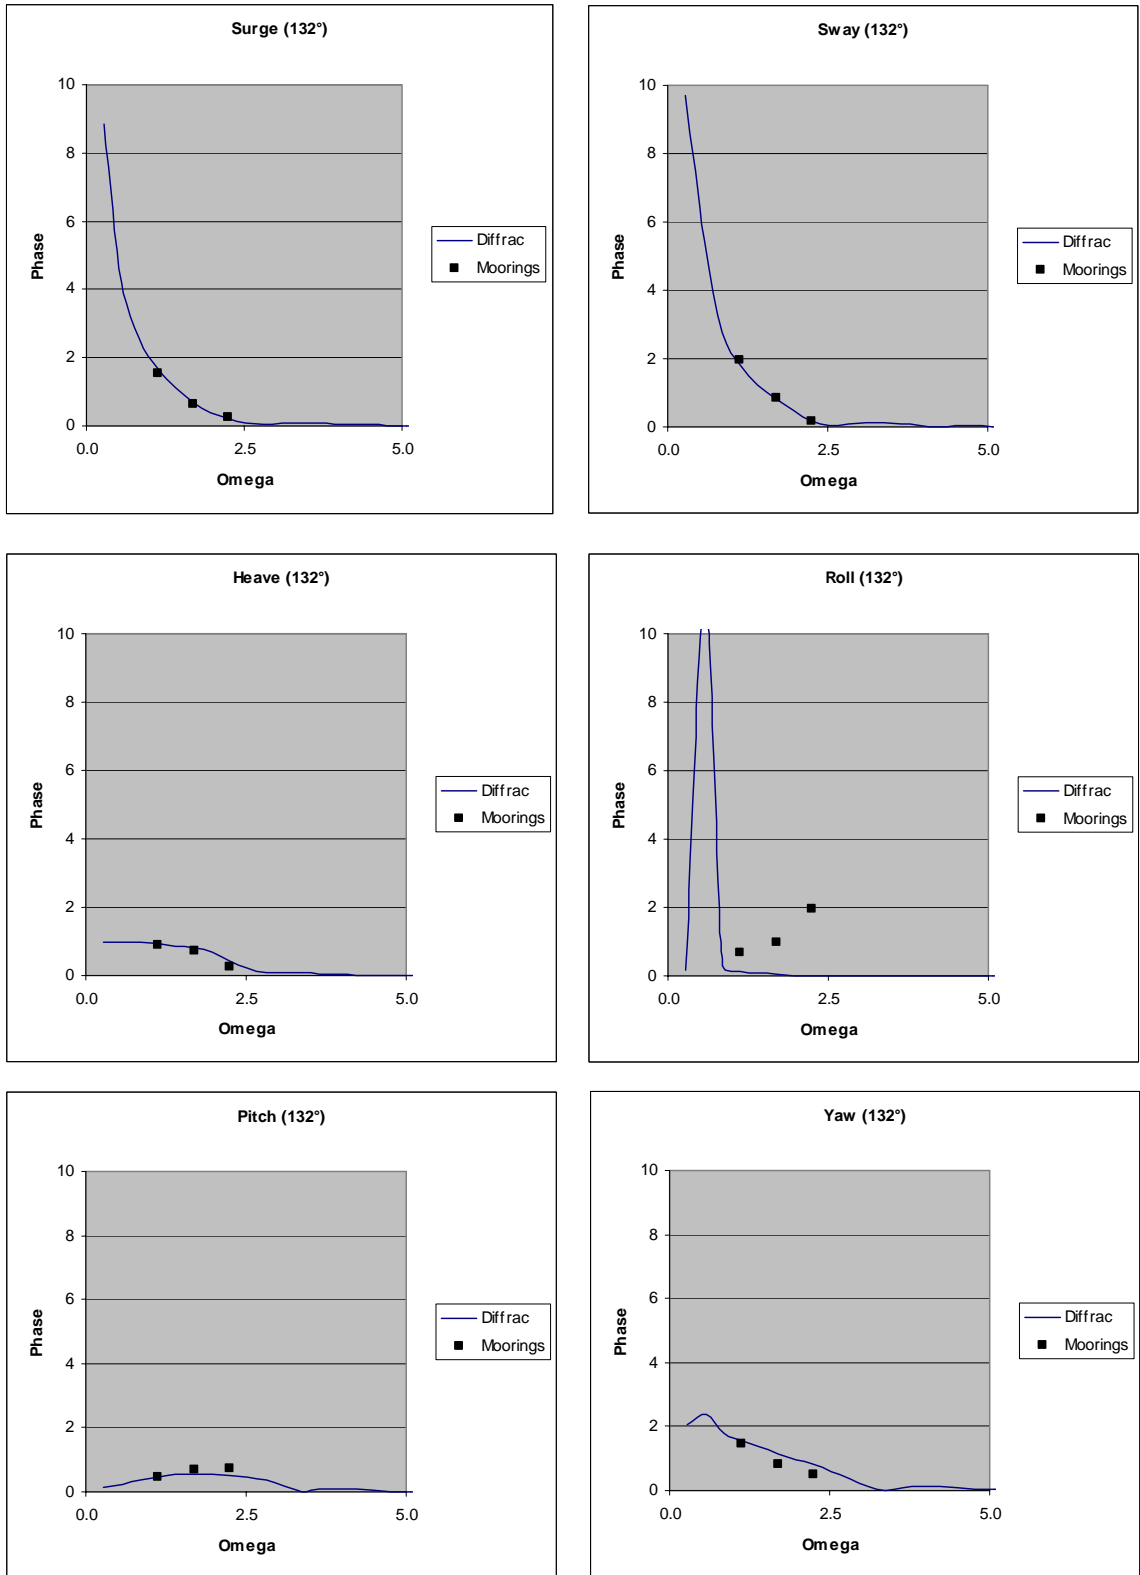 Surge (132°)
10
8
6
4
2
0
0.0
2.5
5.0
Phase
Omega
Diffrac
Moorings
Sway (132°)
10
8
6
4
2
0
0.0
2.5
5.0
Phase
Omega
Diffrac
Moorings
Heave (132°)
10
8
6
4
2
0
0.0
2.5
5.0
Phase
Omega
Diffrac
Moorings
Roll (132°)
10
8
6
4
2
0
0.0
2.5
5.0
Phase
Omega
Diffrac
Moorings
Pitch (132°)
10
8
6
4
2
0
0.0
2.5
5.0
Phase
Omega
Diffrac
Moorings
Yaw (132°)
10
8
6
4
2
0
0.0
2.5
5.0
Phase
Omega
Diffrac
Moorings